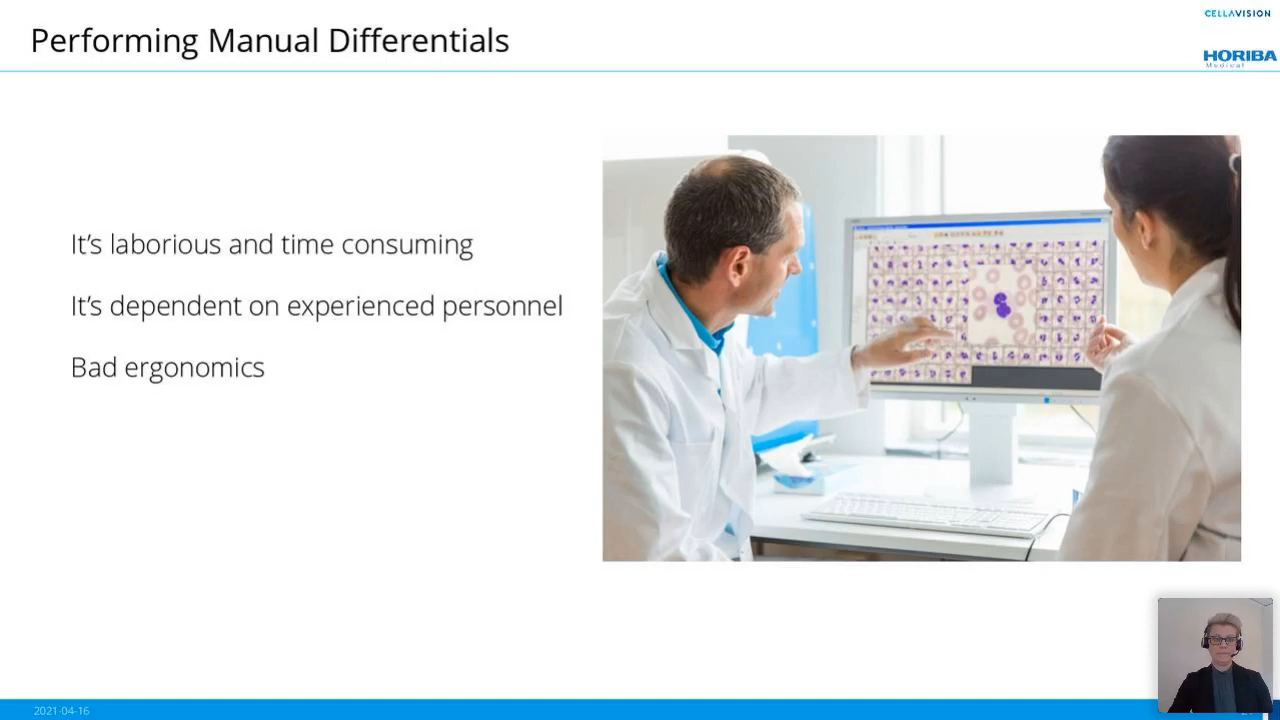 Performing Manual Differentials
CELLAVISION
HORIBA
Medical
It's laborious and time consuming
It's dependent on experienced personnel
Bad ergonomics
2021-04-16